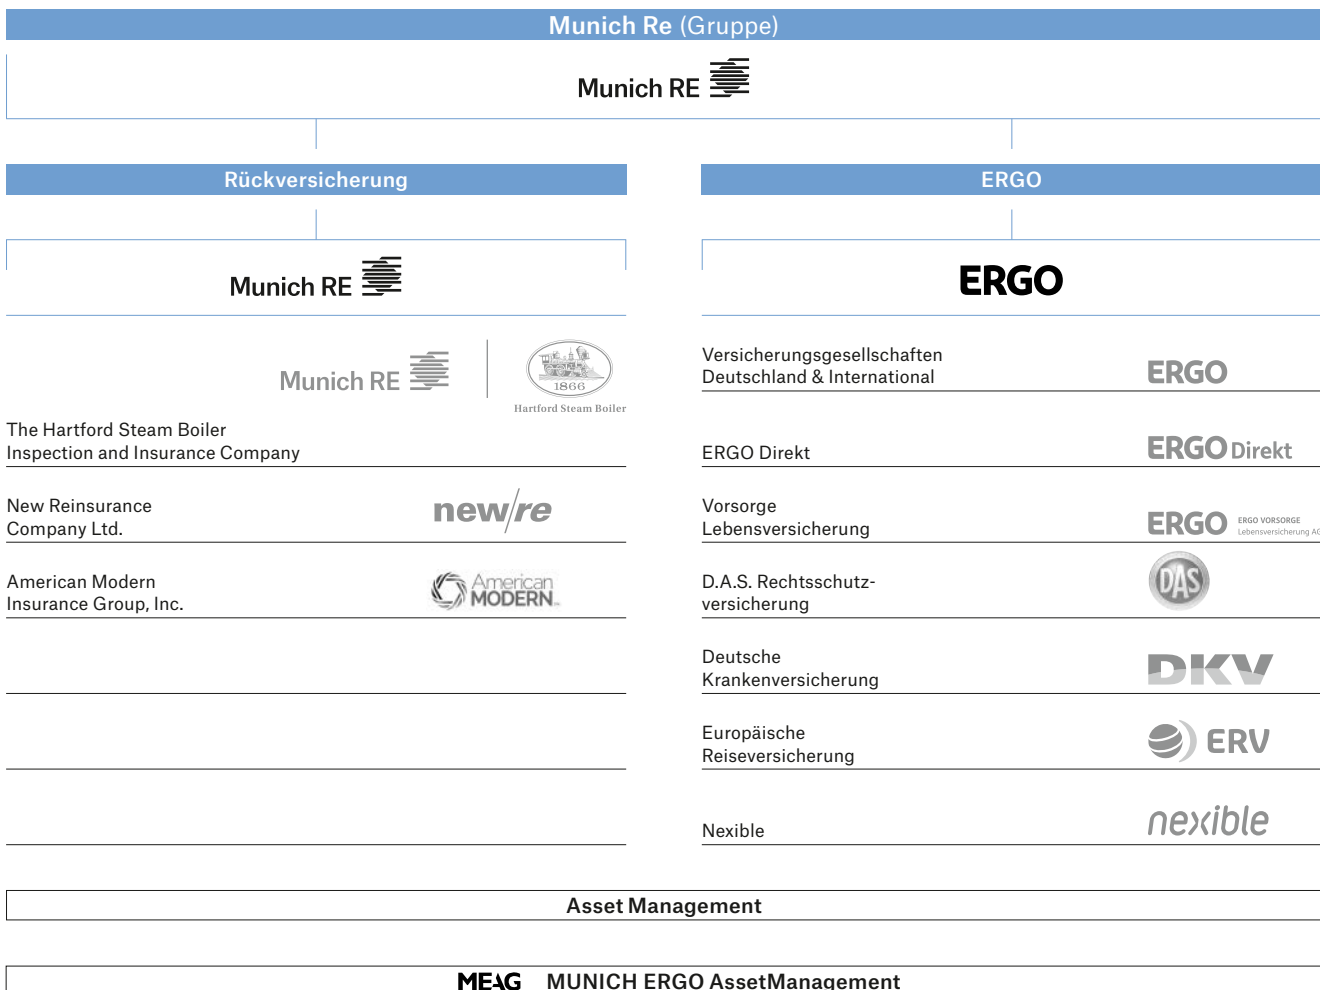 Munich Re (Gruppe)
Munich RE
Rückversicherung
Munich RE
Munich RE
1866
Hartford Steam Boiler
The Hartford Steam Boiler
Inspection and Insurance Company
New Reinsurance
Company Ltd.
new/re
American Modern
Insurance Group, Inc.
American
MODERN
ERGO
ERGO
Versicherungsgesellschaften
Deutschland & International
ERGO
ERGO Direkt
ERGO Direkt
Vorsorge
Lebensversicherung
ERGO
ERGO VORSORGE
Lebensversicherung AG
D.A.S. Rechtsschutz-
versicherung
DAS
Deutsche
Krankenversicherung
DKV
Europäische
Reiseversicherung
ERV
Nexible
nexible
Asset Management
MEAG MUNICH ERGO AssetManagement